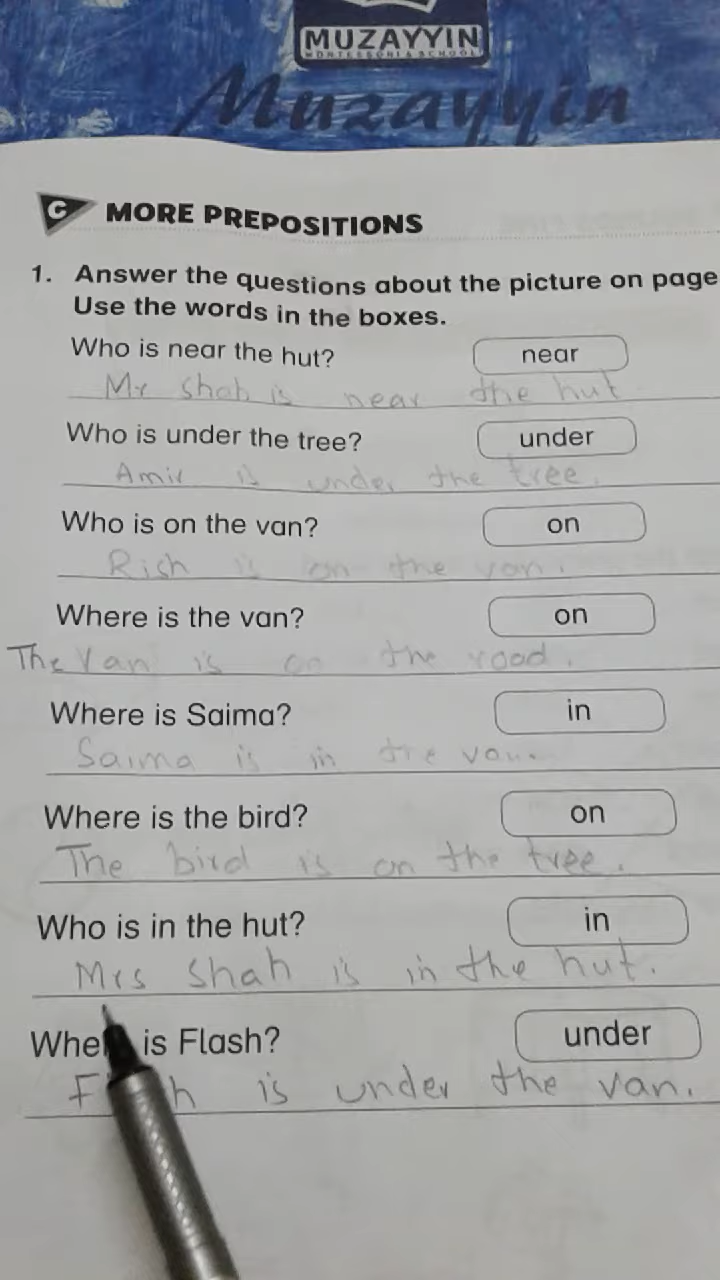 MUZAYYIN
MONTESSORI & SCHOOL
Muzayyin
C MORE PREPOSITIONS
1. Answer the questions about the picture on page
Use the words in the boxes.
Who is near the hut? near
Mr Shah is near the hut
Who is under the tree? under
Amir is under the tree.
Who is on the van? on
Rish is on the van.
Where is the van? on
The Van is on the road.
Where is Saima? in
Saima is in the van.
Where is the bird? on
The bird is on the tree.
Who is in the hut? in
Mrs Shah is in the hut.
is Flash? under
is under the van.